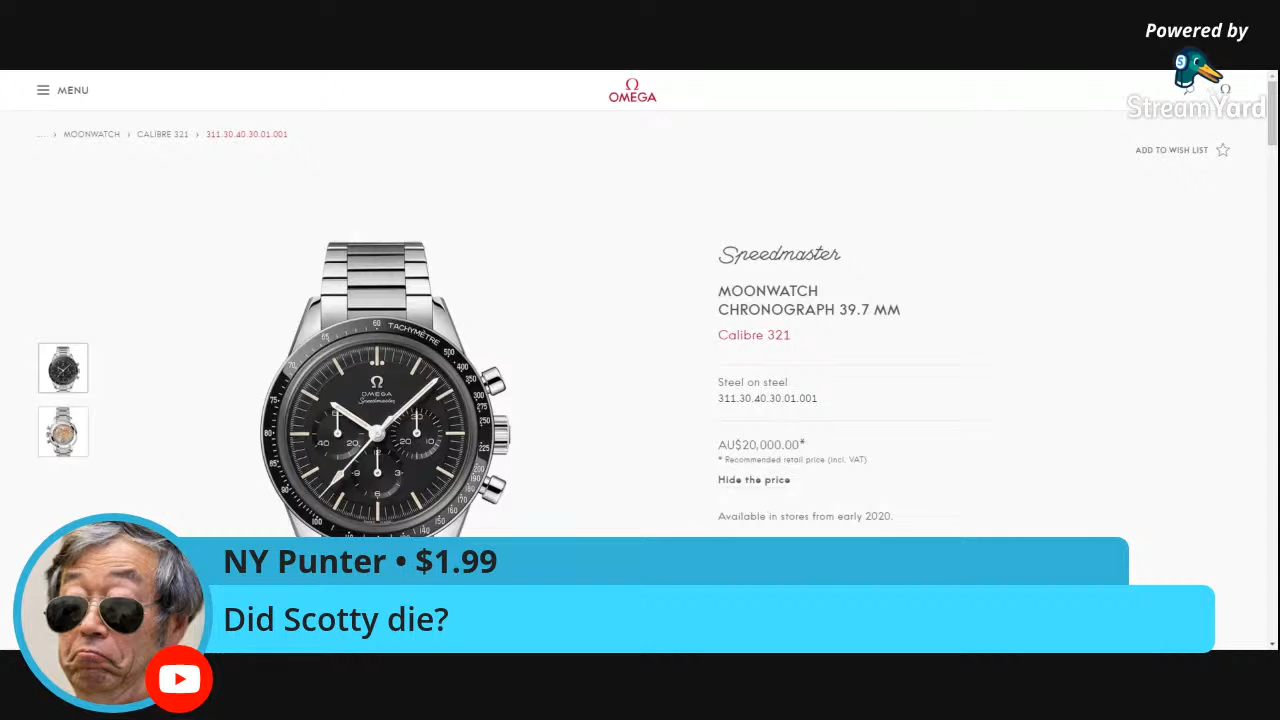 Powered by
StreamYard
MENU
OMEGA
... › MOONWATCH › CALIBRE 321 › 311.30.40.30.01.001
ADD TO WISH LIST
Speedmaster
MOONWATCH
CHRONOGRAPH 39.7 MM
Calibre 321
Steel on steel
311.30.40.30.01.001
AU$20,000.00*
* Recommended retail price (incl. VAT)
Hide the price
Available in stores from early 2020.
TACHYMÈTRE
OMEGA
Speedmaster
NY Punter • $1.99
Did Scotty die?